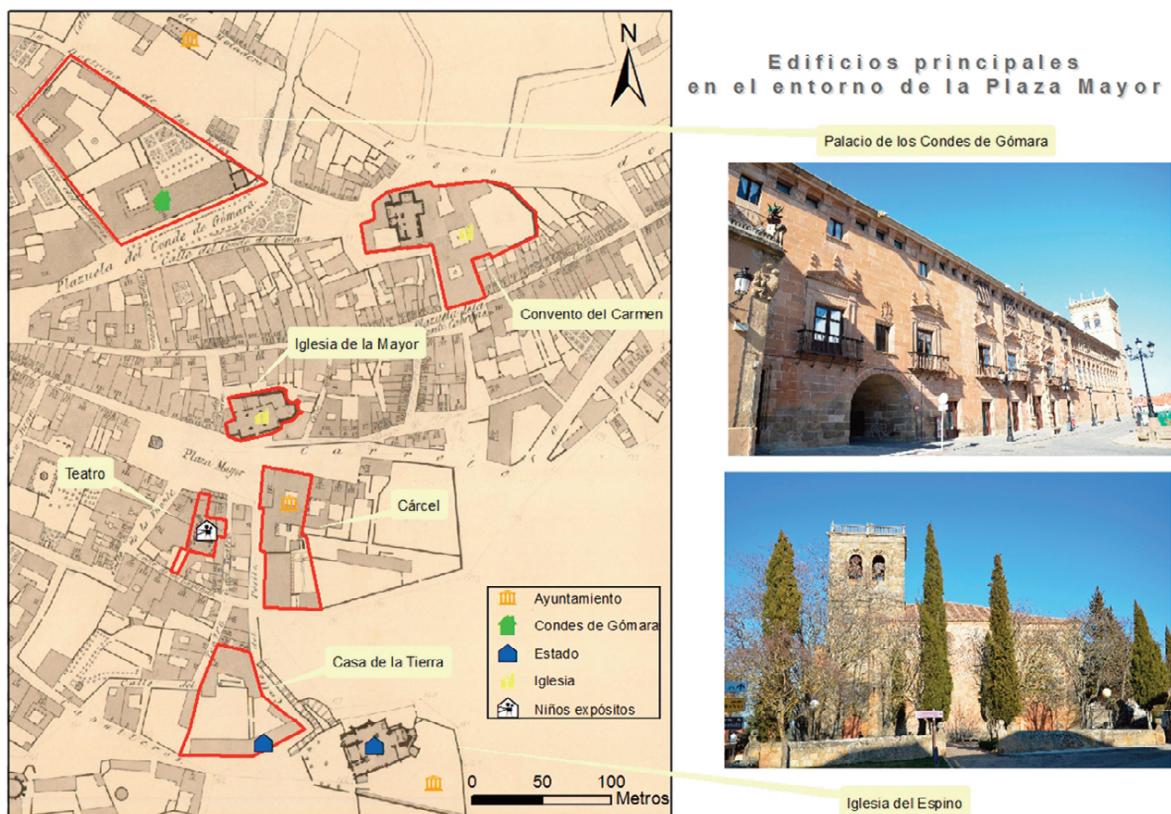 Edificios principales
en el entorno de la Plaza Mayor
N
Palacio de los Condes de Gómara
Convento del Carmen
Iglesia de la Mayor
Teatro
Cárcel
Casa de la Tierra
Iglesia del Espino
Ayuntamiento
Condes de Gómara
Estado
Iglesia
Niños expósitos
0 50 100
Metros
Plazuela del Conde de Gómara
Calle del Conde de Gómara
Plaza Mayor